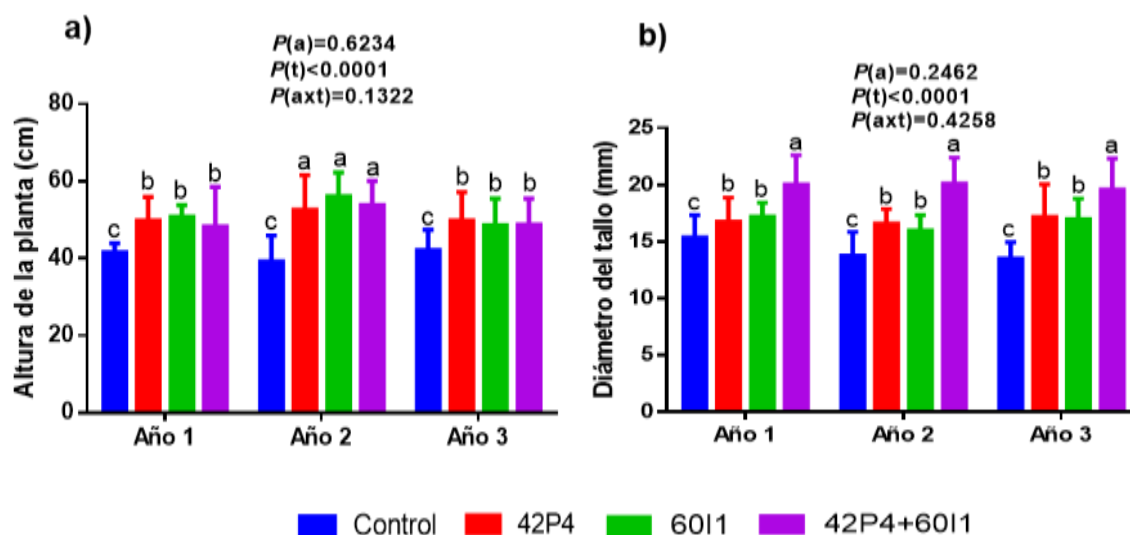 a)
P(a)=0.6234
P(t)<0.0001
P(axt)=0.1322
Altura de la planta (cm)
80
60
40
20
0
c b b b a a a c b b b
c
Año 1 Año 2 Año 3
b)
P(a)=0.2462
P(t)<0.0001
P(axt)=0.4258
Diámetro del tallo (mm)
25
20
15
10
5
0
c b b a c b b a c b b a
Año 1 Año 2 Año 3
Control 42P4 60I1 42P4+60I1